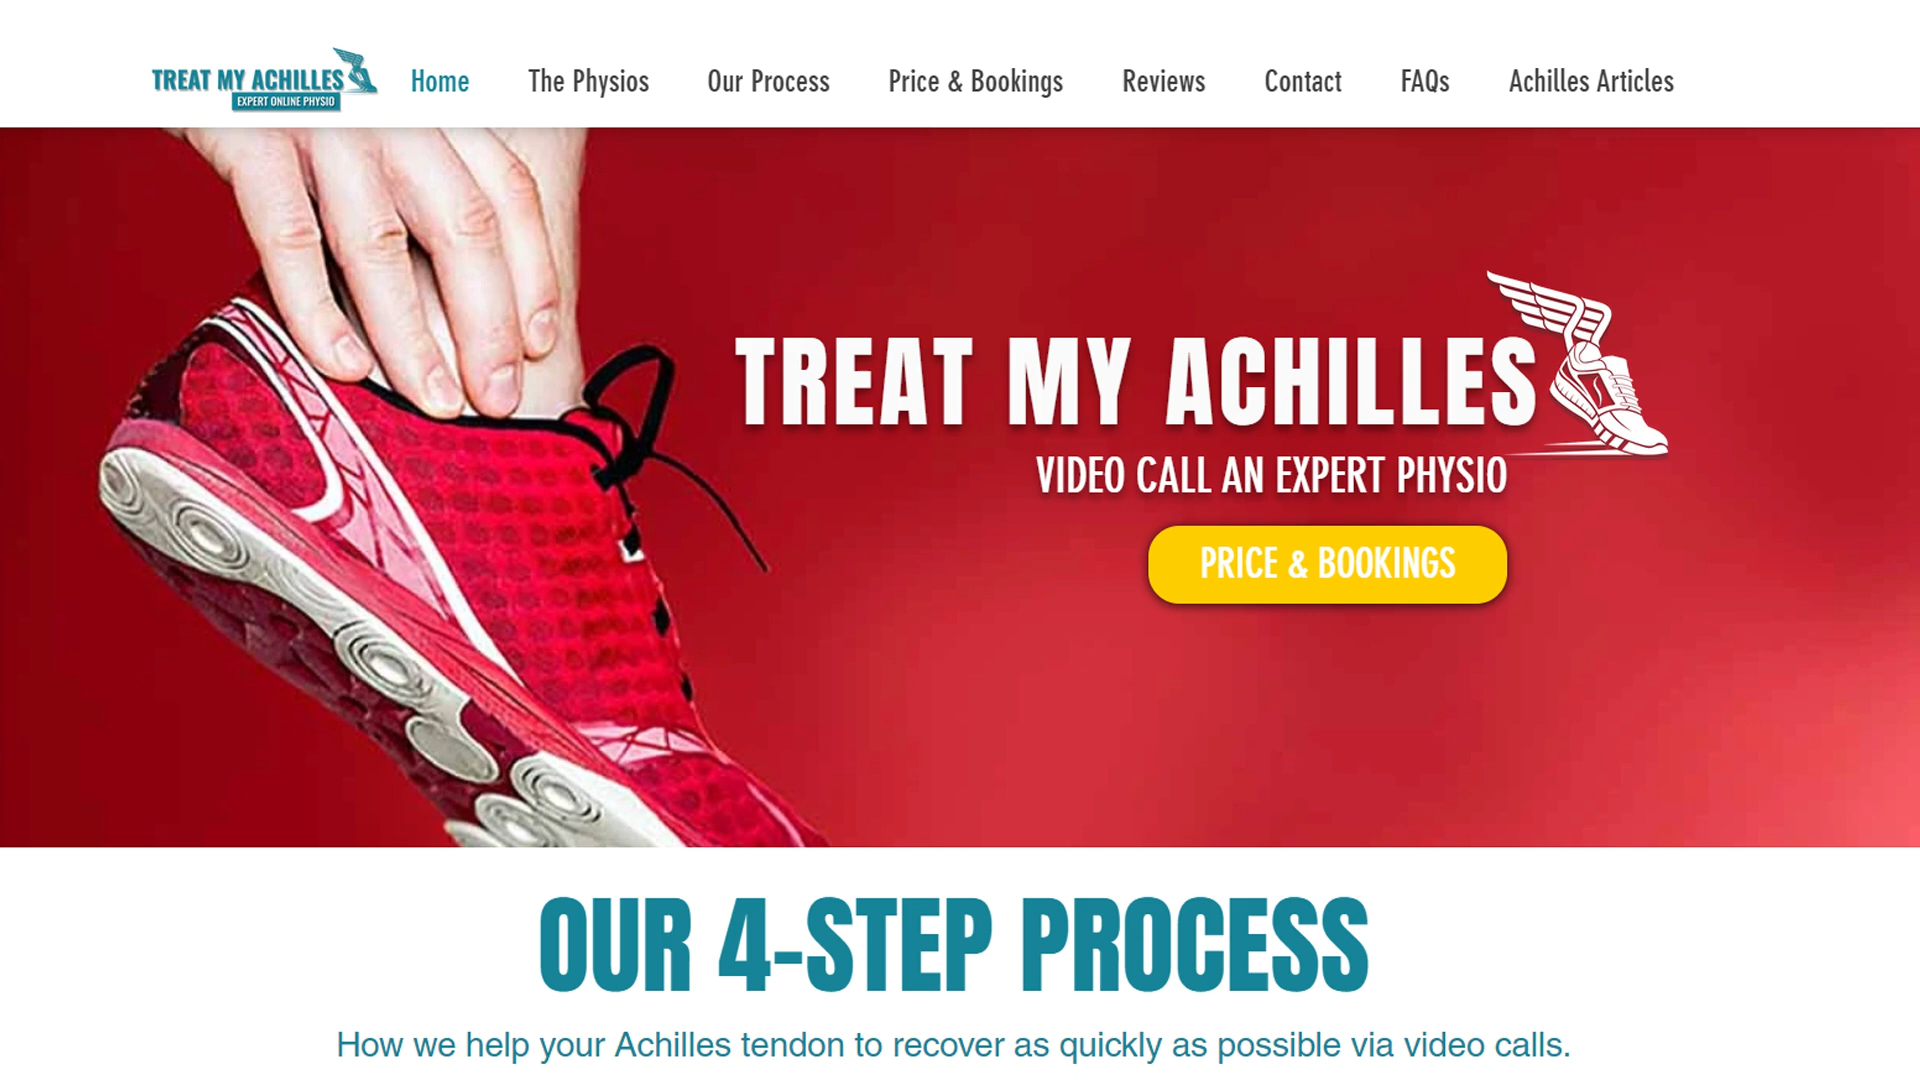 TREAT MY ACHILLES
EXPERT ONLINE PHYSIO
Home
The Physios
Our Process
Price & Bookings
Reviews
Contact
FAQs
Achilles Articles
TREAT MY ACHILLES
VIDEO CALL AN EXPERT PHYSIO
PRICE & BOOKINGS
OUR 4-STEP PROCESS
How we help your Achilles tendon to recover as quickly as possible via video calls.